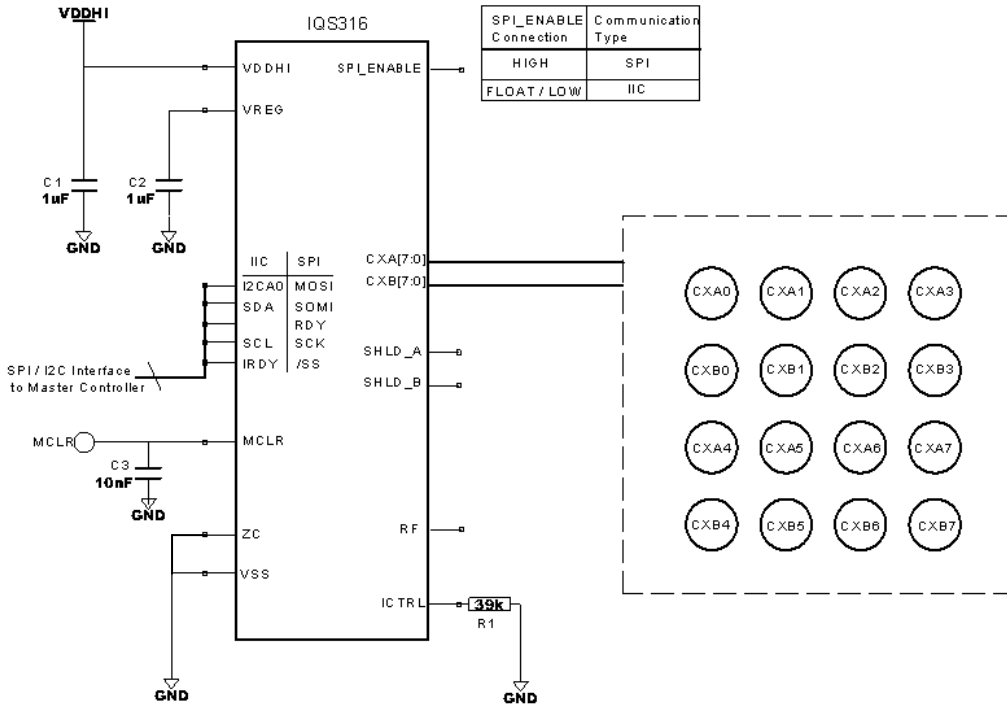 VDDHI
IQS316
SPI_ENABLE Connection
Communication Type
HIGH
SPI
FLOAT / LOW
IIC
VDDHI
SPI_ENABLE
VREG
C1
1uF
C2
1uF
GND
GND
IIC
SPI
I2CA0
MOSI
SDA
SOMI
RDY
SCL
SCK
IRDY
/SS
CXA[7:0]
CXB[7:0]
SHLD_A
SHLD_B
SPI / I2C Interface
to Master Controller
MCLR
MCLR
C3
10nF
GND
ZC
VSS
RF
ICTRL
39k
R1
GND
GND
CXA0 CXA1 CXA2 CXA3
CXB0 CXB1 CXB2 CXB3
CXA4 CXA5 CXA6 CXA7
CXB4 CXB5 CXB6 CXB7